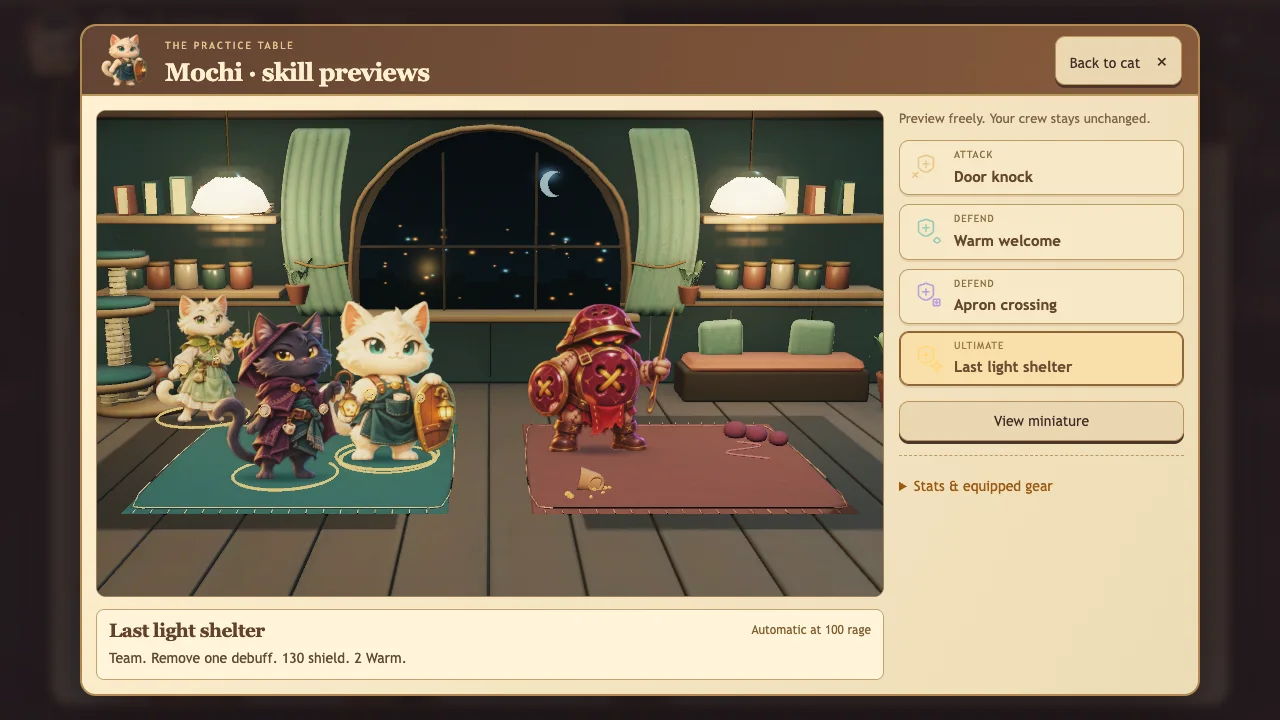 THE PRACTICE TABLE
Mochi · skill previews
Back to cat ✕
Preview freely. Your crew stays unchanged.
ATTACK
Door knock
DEFEND
Warm welcome
DEFEND
Apron crossing
ULTIMATE
Last light shelter
View miniature
▶ Stats & equipped gear
Last light shelter
Automatic at 100 rage
Team. Remove one debuff. 130 shield. 2 Warm.